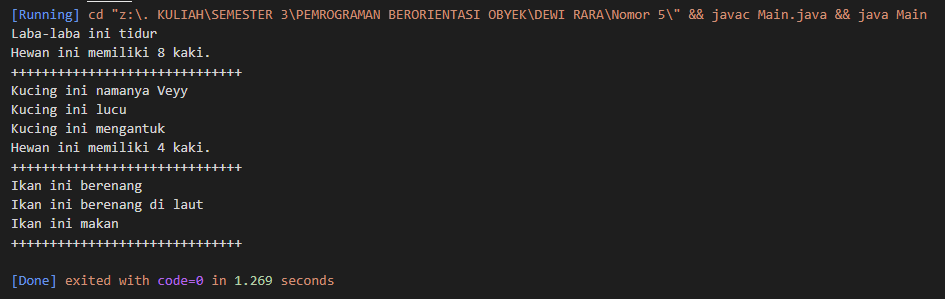 [Running] cd "z:\. KULIAH\SEMESTER 3\PEMROGRAMAN BERORIENTASI OBYEK\DEWI RARA\Nomor 5\" && javac Main.java && java Main
Laba-laba ini tidur
Hewan ini memiliki 8 kaki.
++++++++++++++++++++++++++++++
Kucing ini namanya Veyy
Kucing ini lucu
Kucing ini mengantuk
Hewan ini memiliki 4 kaki.
++++++++++++++++++++++++++++++
Ikan ini berenang
Ikan ini berenang di laut
Ikan ini makan
++++++++++++++++++++++++++++++
[Done] exited with code=0 in 1.269 seconds